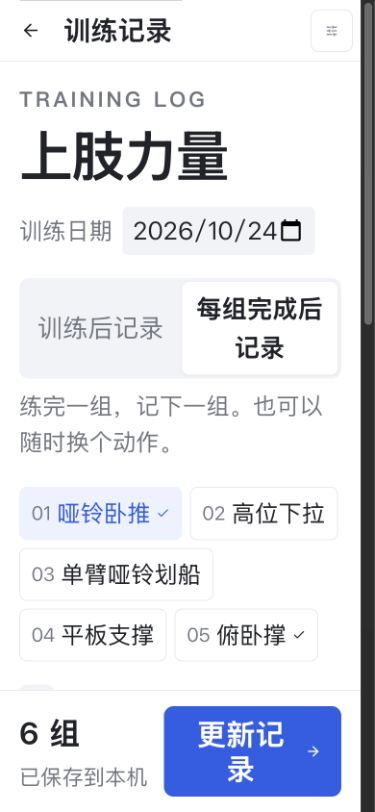 训练记录
TRAINING LOG
上肢力量
训练日期 2026/10/24
训练后记录
每组完成后
记录
练完一组，记下一组。也可以
随时换个动作。
01 哑铃卧推 ✓
02 高位下拉
03 单臂哑铃划船
04 平板支撑
05 俯卧撑 ✓
6 组
已保存到本机
更新记
录